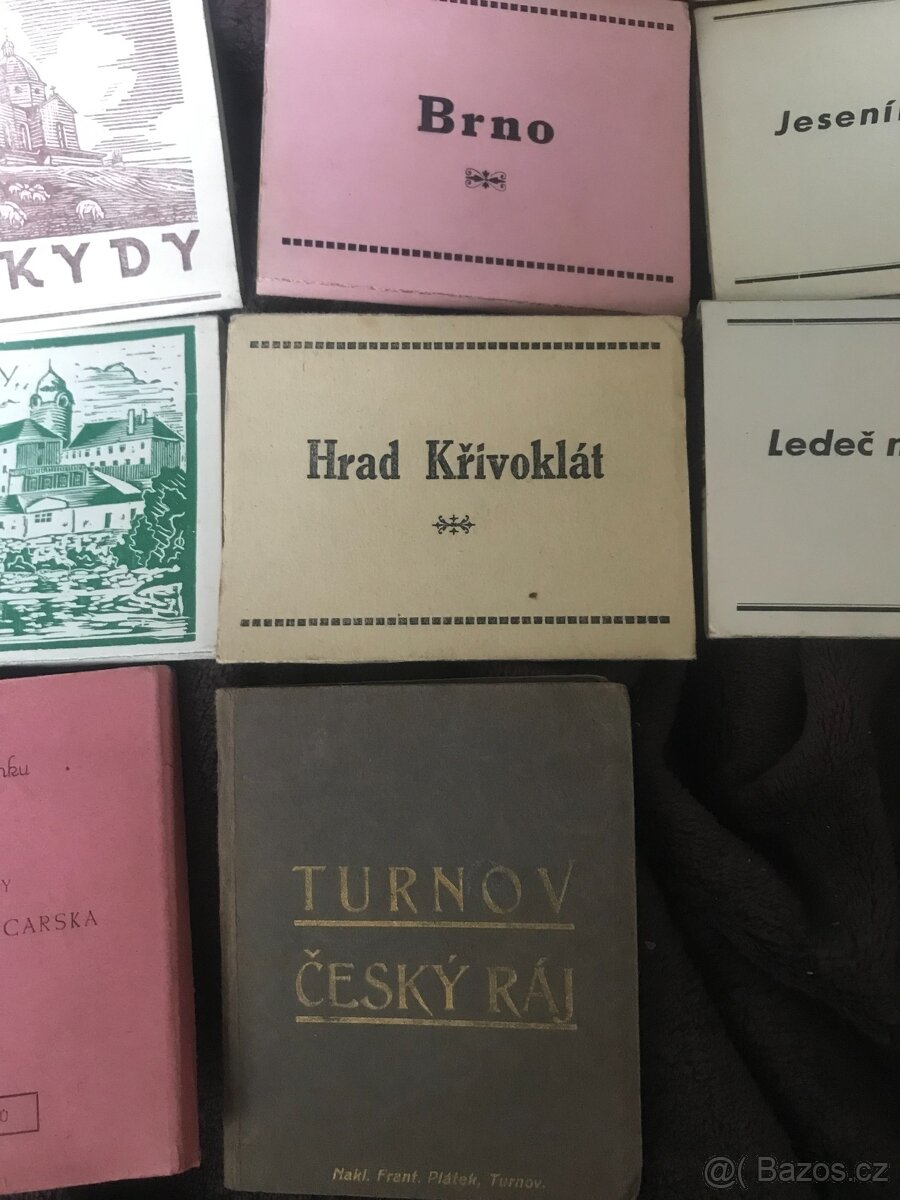 KYDY
Brno
Jesení
Hrad Křivoklát
Ledeč n
CARSKA
TURNOV
ČESKÝ RÁJ
Nakl. Frant. Plátek, Turnov.
@( Bazos.cz